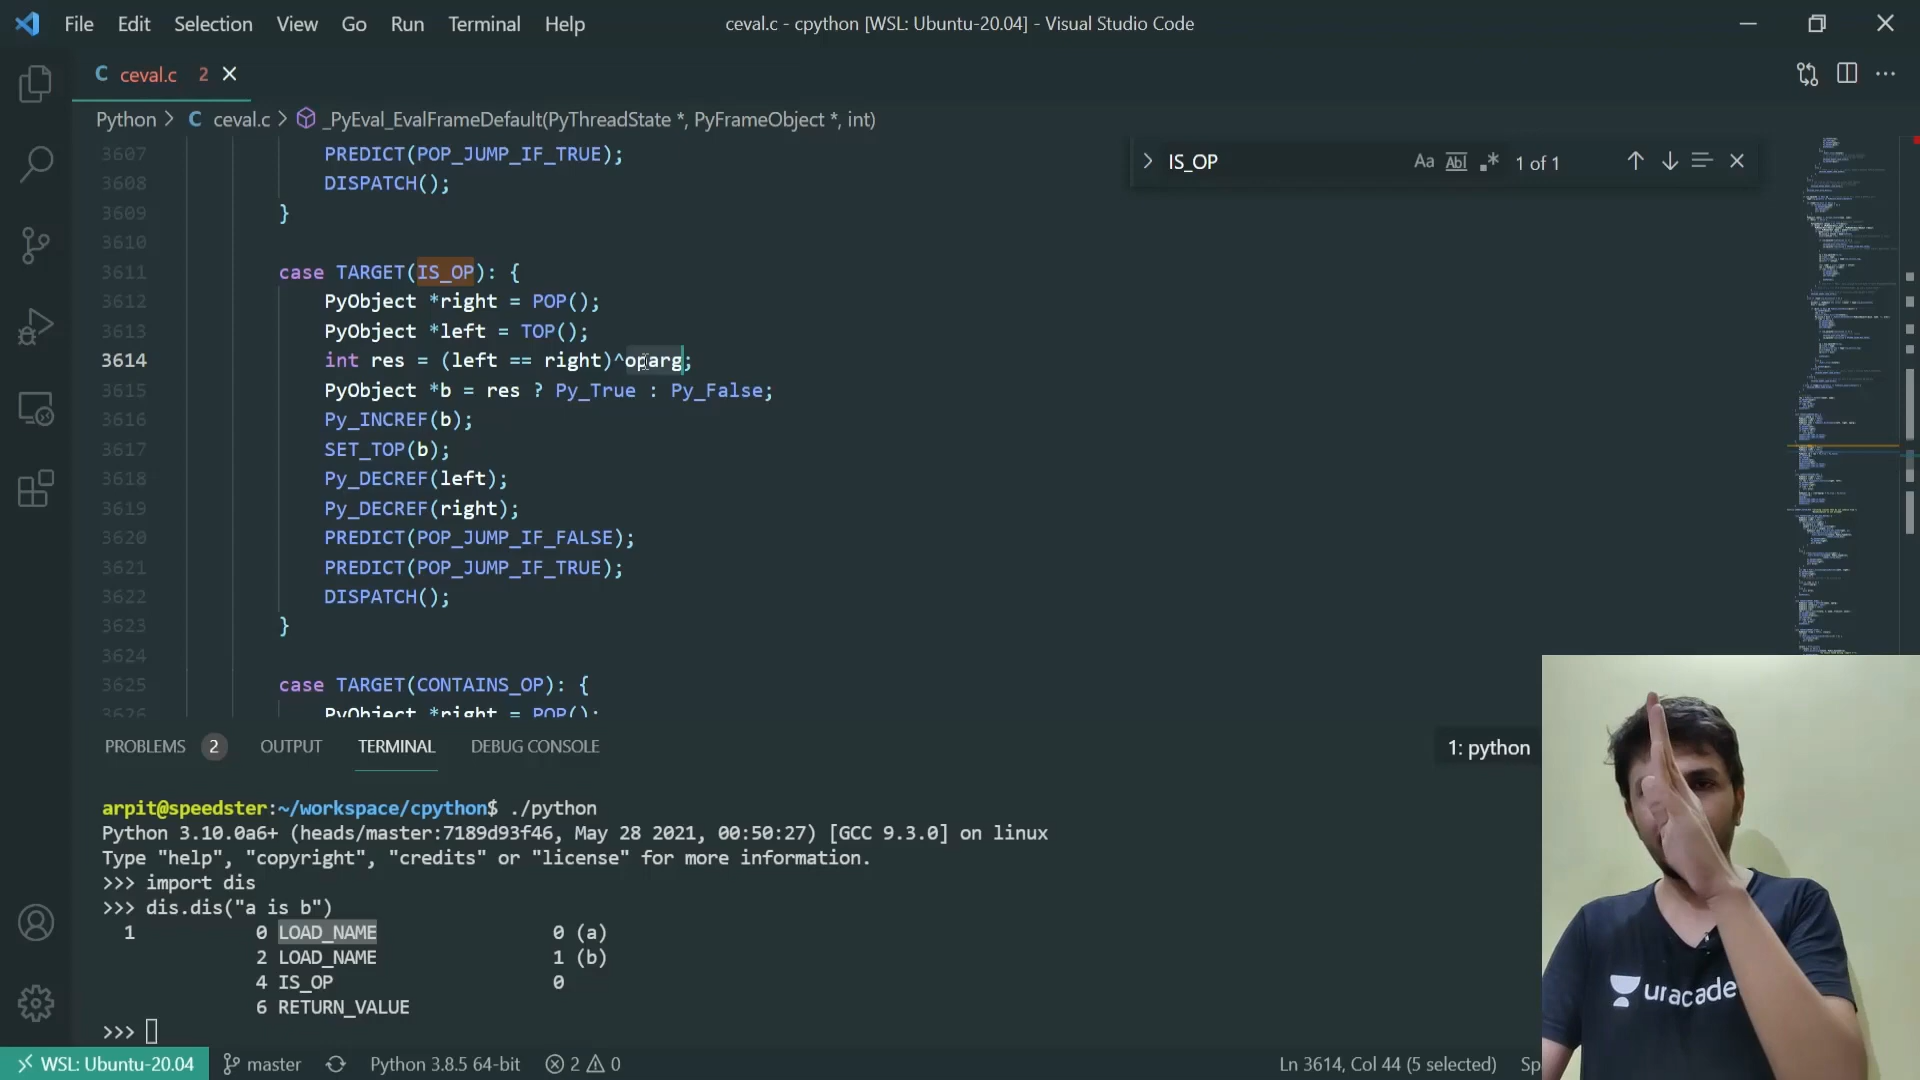 File Edit Selection View Go Run Terminal Help
ceval.c - cpython [WSL: Ubuntu-20.04] - Visual Studio Code
C ceval.c 2
Python > C ceval.c > _PyEval_EvalFrameDefault(PyThreadState *, PyFrameObject *, int)
IS_OP Aa Abl .* 1 of 1
3607 PREDICT(POP_JUMP_IF_TRUE);
3608 DISPATCH();
3609 }
3610
3611 case TARGET(IS_OP): {
3612 PyObject *right = POP();
3613 PyObject *left = TOP();
3614 int res = (left == right)^oparg;
3615 PyObject *b = res ? Py_True : Py_False;
3616 Py_INCREF(b);
3617 SET_TOP(b);
3618 Py_DECREF(left);
3619 Py_DECREF(right);
3620 PREDICT(POP_JUMP_IF_FALSE);
3621 PREDICT(POP_JUMP_IF_TRUE);
3622 DISPATCH();
3623 }
3624
3625 case TARGET(CONTAINS_OP): {
3626 PyObject *right = POP();
PROBLEMS 2 OUTPUT TERMINAL DEBUG CONSOLE 1: python
arpit@speedster:~/workspace/cpython$ ./python
Python 3.10.0a6+ (heads/master:7189d93f46, May 28 2021, 00:50:27) [GCC 9.3.0] on linux
Type "help", "copyright", "credits" or "license" for more information.
>>> import dis
>>> dis.dis("a is b")
1 0 LOAD_NAME 0 (a)
2 LOAD_NAME 1 (b)
4 IS_OP 0
6 RETURN_VALUE
>>>
uracade
WSL: Ubuntu-20.04 master Python 3.8.5 64-bit 2 0 Ln 3614, Col 44 (5 selected) Sp